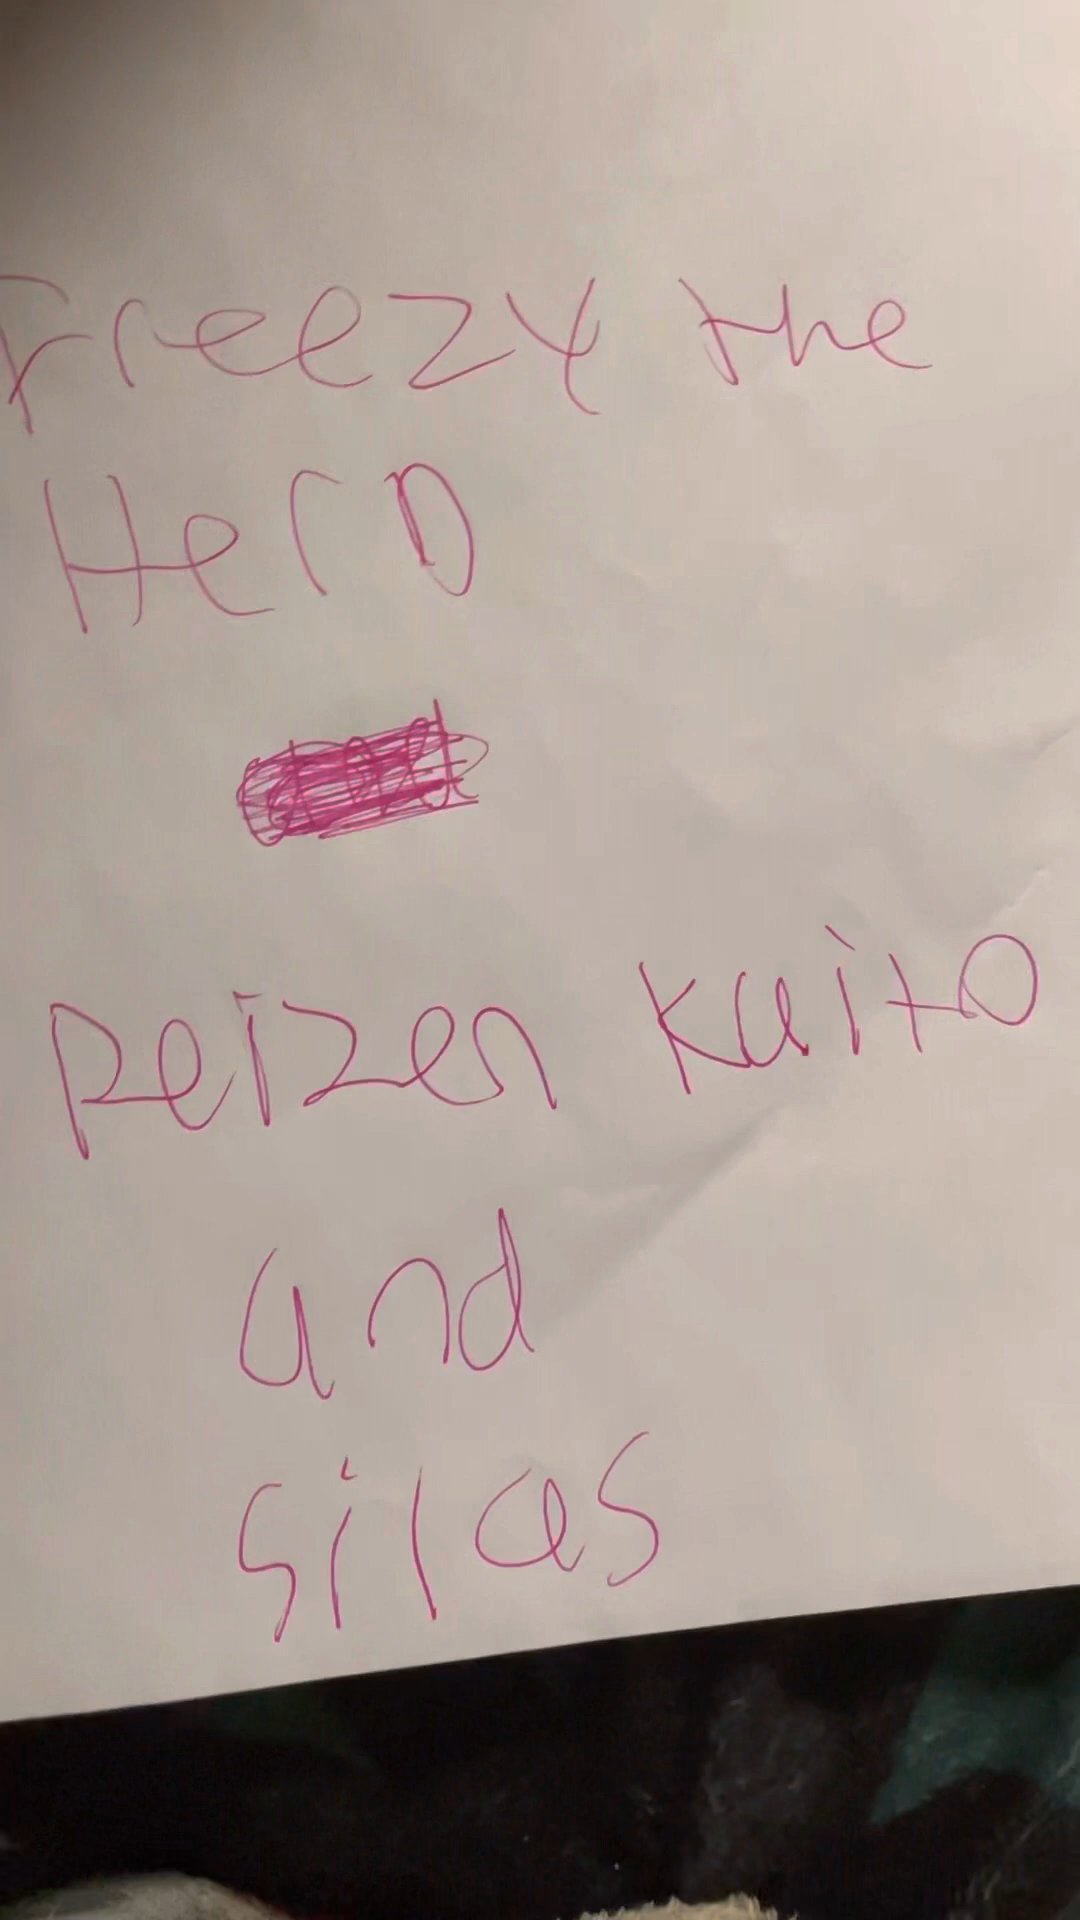 Freezy the
Hero
Reizen Kaito
and
silas